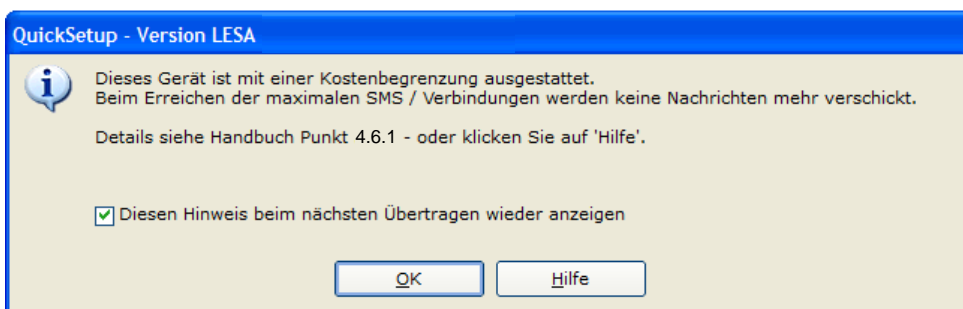 QuickSetup - Version LESA
Dieses Gerät ist mit einer Kostenbegrenzung ausgestattet.
Beim Erreichen der maximalen SMS / Verbindungen werden keine Nachrichten mehr verschickt.
Details siehe Handbuch Punkt 4.6.1 - oder klicken Sie auf 'Hilfe'.
Diesen Hinweis beim nächsten Übertragen wieder anzeigen
OK
Hilfe